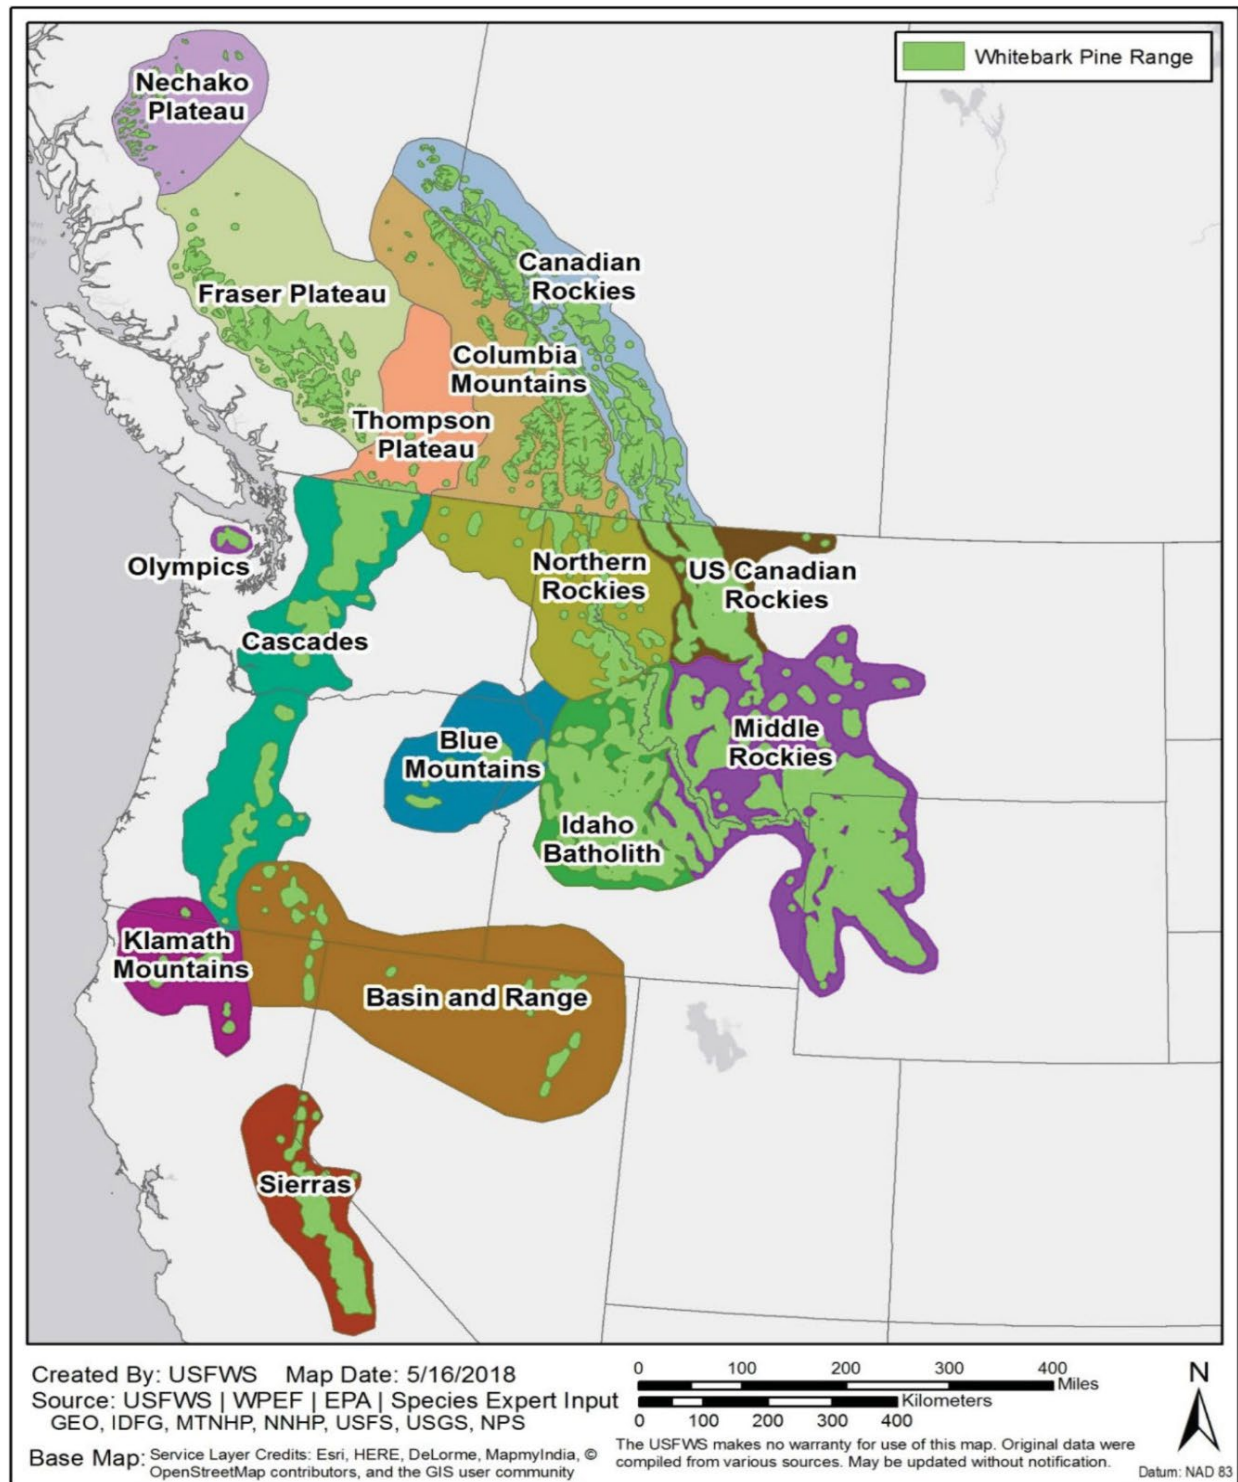 Whitebark Pine Range
Nechako
Plateau
Canadian
Rockies
Fraser Plateau
Columbia
Mountains
Thompson
Plateau
Olympics
Northern
Rockies
US Canadian
Rockies
Cascades
Blue
Mountains
Middle
Rockies
Idaho
Batholith
Klamath
Mountains
Basin and Range
Sierras
Created By: USFWS Map Date: 5/16/2018
Source: USFWS | WPEF | EPA | Species Expert Input
GEO, IDFG, MTNHP, NNHP, USFS, USGS, NPS
Base Map: Service Layer Credits: Esri, HERE, DeLorme, MapmyIndia, ©
OpenStreetMap contributors, and the GIS user community
0 100 200 300 400
Miles
Kilometers
0 100 200 300 400
The USFWS makes no warranty for use of this map. Original data were
compiled from various sources. May be updated without notification.
N
Datum: NAD 83